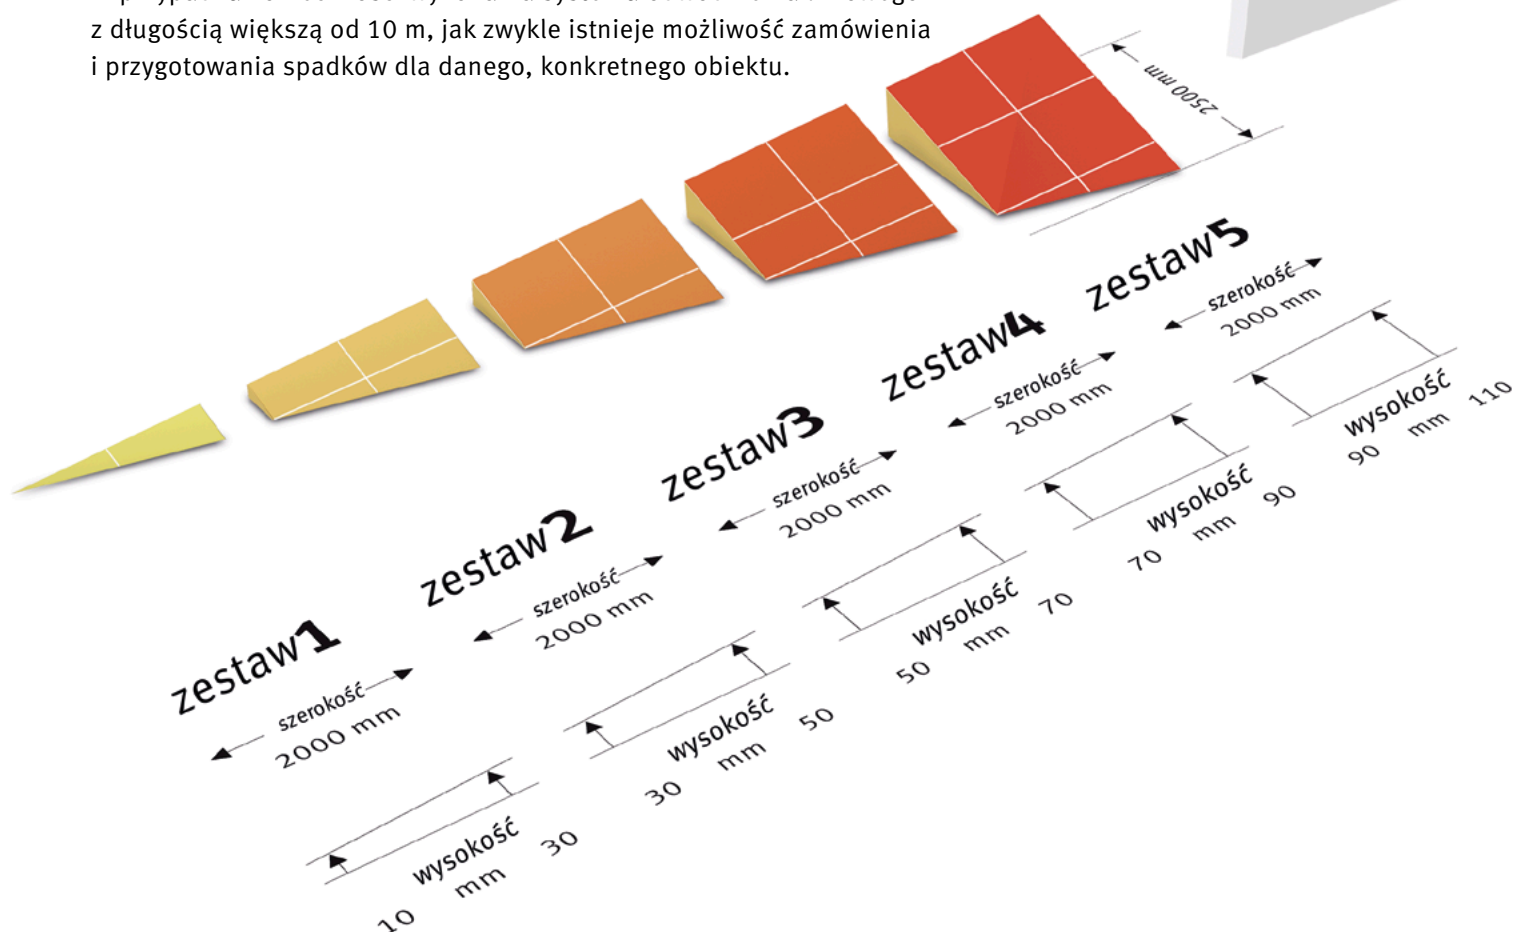 z długością większą od 10 m, jak zwykle istnieje możliwość zamówienia
i przygotowania spadków dla danego, konkretnego obiektu.
2500 mm
zestaw1
szerokość
2000 mm
wysokość
10 mm 30
zestaw2
szerokość
2000 mm
wysokość
30 mm 50
zestaw3
szerokość
2000 mm
wysokość
50 mm 70
zestaw4
szerokość
2000 mm
wysokość
70 mm 90
zestaw5
szerokość
2000 mm
wysokość
90 mm 110